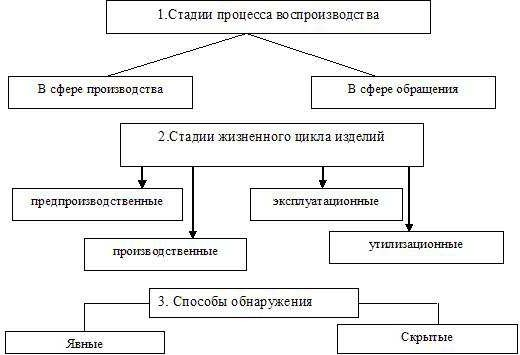 1.Стадии процесса воспроизводства
В сфере производства
В сфере обращения
2.Стадии жизненного цикла изделий
предпроизводственные
эксплуатационные
производственные
утилизационные
3. Способы обнаружения
Явные
Скрытые